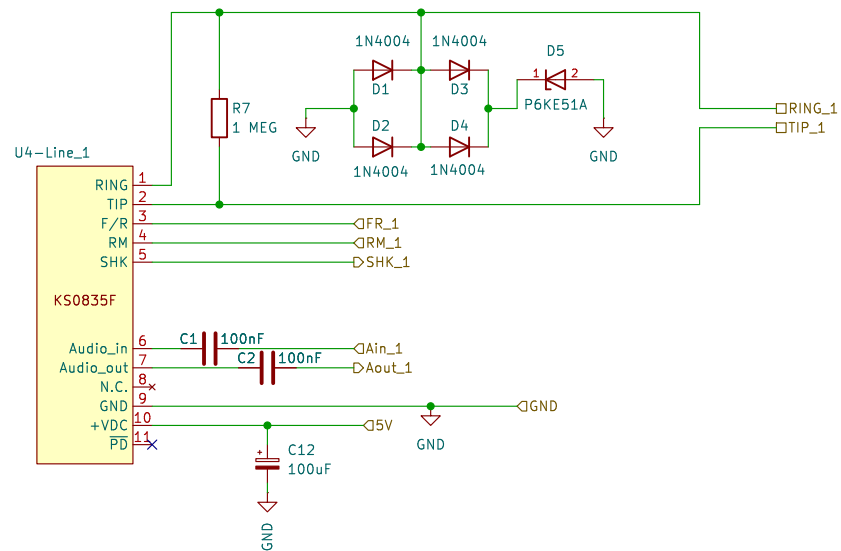 1N4004
1N4004
D5
D1
D3
1
2
R7
1 MEG
P6KE51A
RING_1
D2
D4
TIP_1
GND
GND
U4-Line_1
1N4004
1N4004
RING
1
TIP
2
F/R
3
FR_1
RM
4
RM_1
SHK
5
SHK_1
KS0835F
C1
100nF
Audio_in
6
Ain_1
C2
100nF
Audio_out
7
Aout_1
N.C.
8
GND
9
GND
+VDC
10
5V
PD
11
GND
C12
+
100uF
GND